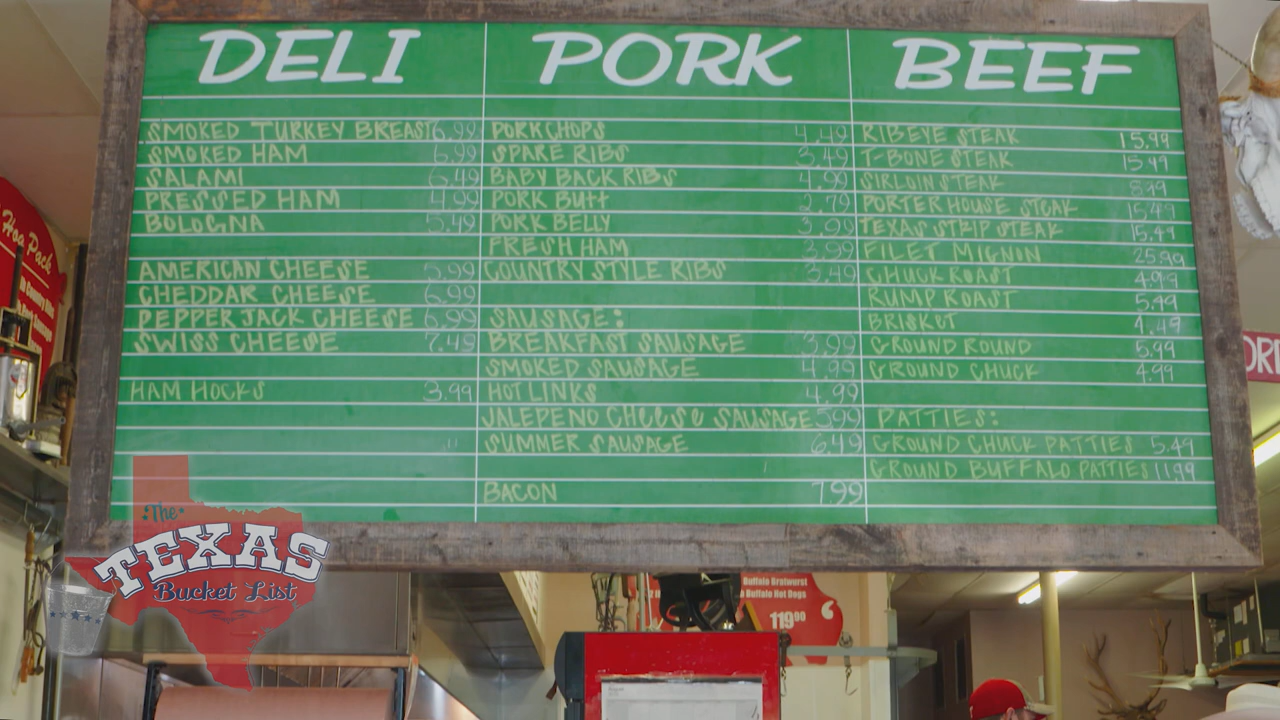 DELI
SMOKED TURKEY BREAST 6.99
SMOKED HAM 6.99
SALAMI 6.49
PRESSED HAM 4.99
BOLOGNA 5.49
AMERICAN CHEESE 5.99
CHEDDAR CHEESE 6.99
PEPPER JACK CHEESE 6.99
SWISS CHEESE 7.49
HAM HOCKS 3.99
PORK
PORK CHOPS 4.49
SPARE RIBS 3.49
BABY BACK RIBS 4.99
PORK BUtt 2.79
PORK BELLY 3.99
FRESH HAM 3.99
COUNTRY STYLE RIBS 3.49
SAUSAGE:
BREAKFAST SAUSAGE 3.99
SMOKED SAUSAGE 4.99
HOT LINKS 4.99
JALEPENO CHEESE SAUSAGE 5.99
SUMMER SAUSAGE 6.49
BACON 7.99
BEEF
RIBEYE STEAK 15.99
T-BONE STEAK 15.49
SIRLOIN STEAK 8.99
PORTER HOUSE STEAK 15.49
TEXAS STRIP STEAK 15.49
FILET MIGNON 25.99
CHUCK ROAST 4.99
RUMP ROAST 5.49
BRISKET 4.49
GROUND ROUND 5.99
GROUND CHUCK 4.99
PATTIES:
GROUND CHUCK PATTIES 5.49
GROUND BUFFALO PATTIES 11.99
The
TEXAS
Bucket List
Pack
Buffalo Bratwurst
Buffalo Hot Dogs
119.00